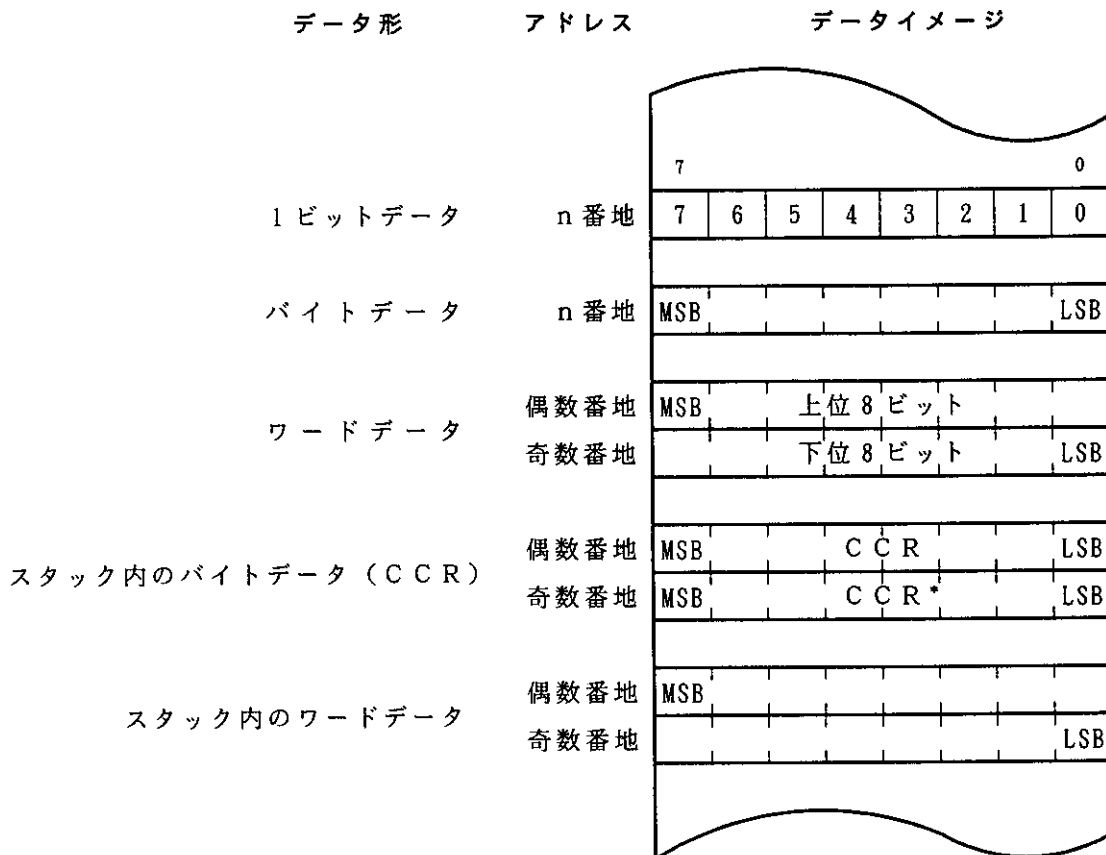 データ形 アドレス データイメージ
7 0
1ビットデータ n番地 7 6 5 4 3 2 1 0
バイトデータ n番地 MSB LSB
ワードデータ
偶数番地 MSB 上位8ビット
奇数番地 下位8ビット LSB
スタック内のバイトデータ(CCR)
偶数番地 MSB CCR LSB
奇数番地 MSB CCR* LSB
スタック内のワードデータ
偶数番地 MSB
奇数番地 LSB